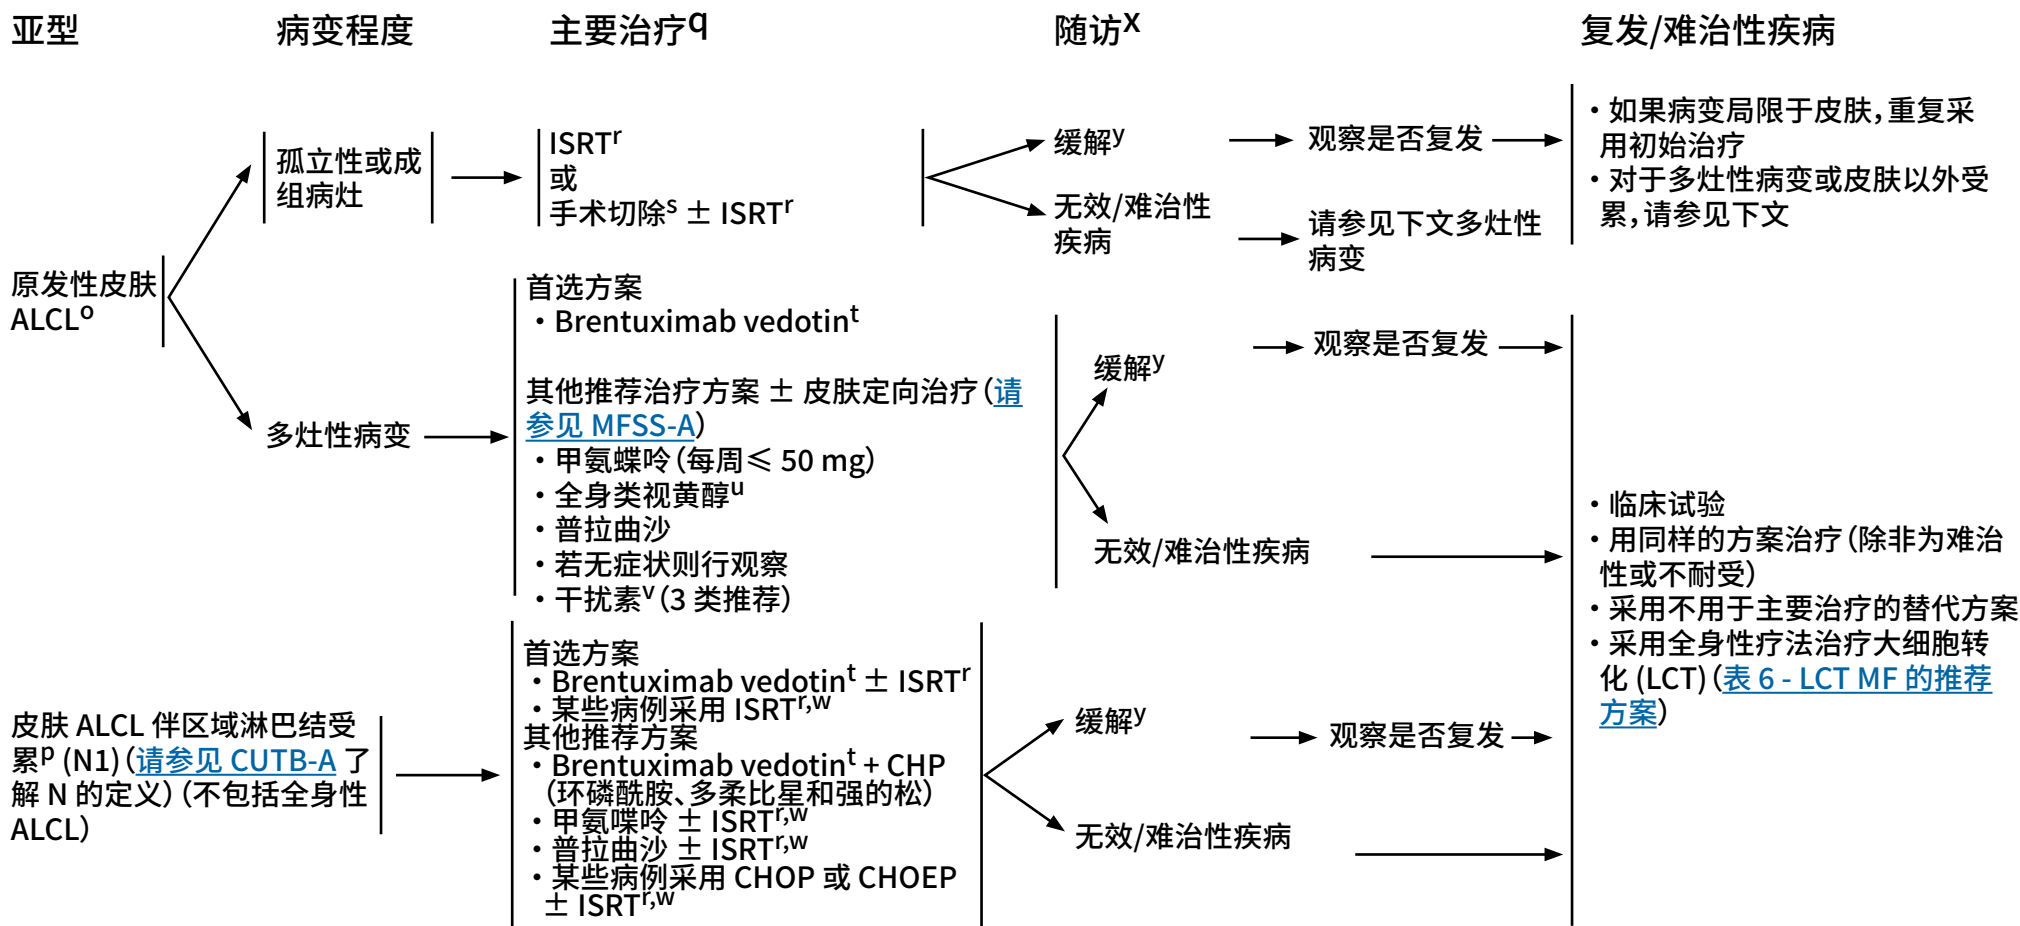 亚型
病变程度
主要治疗q
随访x
复发/难治性疾病
原发性皮肤
ALCLo
孤立性或成
组病灶
ISRTr
或
手术切除s ± ISRTr
缓解y
观察是否复发
无效/难治性
疾病
请参见下文多灶性
病变
・如果病变局限于皮肤，重复采
用初始治疗
・对于多灶性病变或皮肤以外受
累，请参见下文
多灶性病变
首选方案
・Brentuximab vedotint
其他推荐治疗方案 ± 皮肤定向治疗（请
参见 MFSS-A）
・甲氨蝶呤（每周≤ 50 mg）
・全身类视黄醇u
・普拉曲沙
・若无症状则行观察
・干扰素v（3 类推荐）
缓解y
观察是否复发
无效/难治性疾病
皮肤 ALCL 伴区域淋巴结受
累p (N1)（请参见 CUTB-A 了
解 N 的定义）（不包括全身性
ALCL）
首选方案
・Brentuximab vedotint ± ISRTr
・某些病例采用 ISRTr,w
其他推荐方案
・Brentuximab vedotint + CHP
（环磷酰胺、多柔比星和强的松）
・甲氨喋呤 ± ISRTr,w
・普拉曲沙 ± ISRTr,w
・某些病例采用 CHOP 或 CHOEP
± ISRTr,w
缓解y
观察是否复发
无效/难治性疾病
・临床试验
・用同样的方案治疗（除非为难治
性或不耐受）
・采用不用于主要治疗的替代方案
・采用全身性疗法治疗大细胞转
化 (LCT)（表 6 - LCT MF 的推荐
方案）